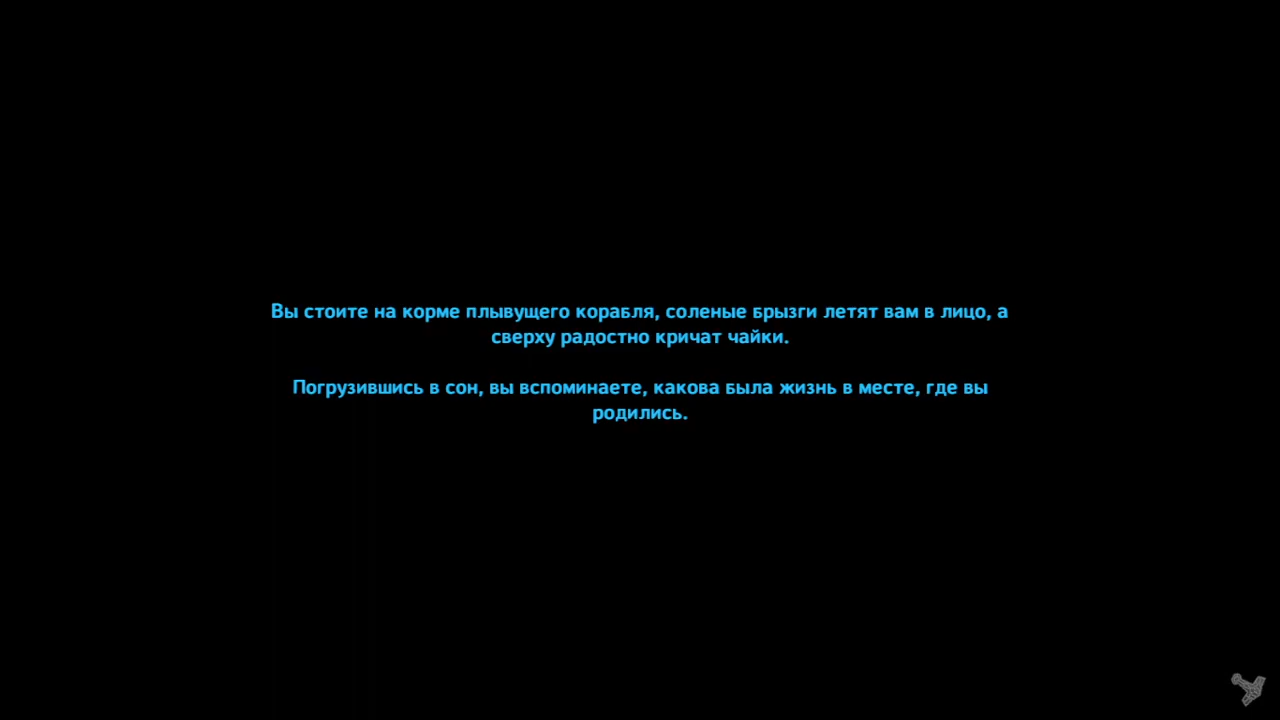 Вы стоите на корме плывущего корабля, соленые брызги летят вам в лицо, а
сверху радостно кричат чайки.
Погрузившись в сон, вы вспоминаете, какова была жизнь в месте, где вы
родились.